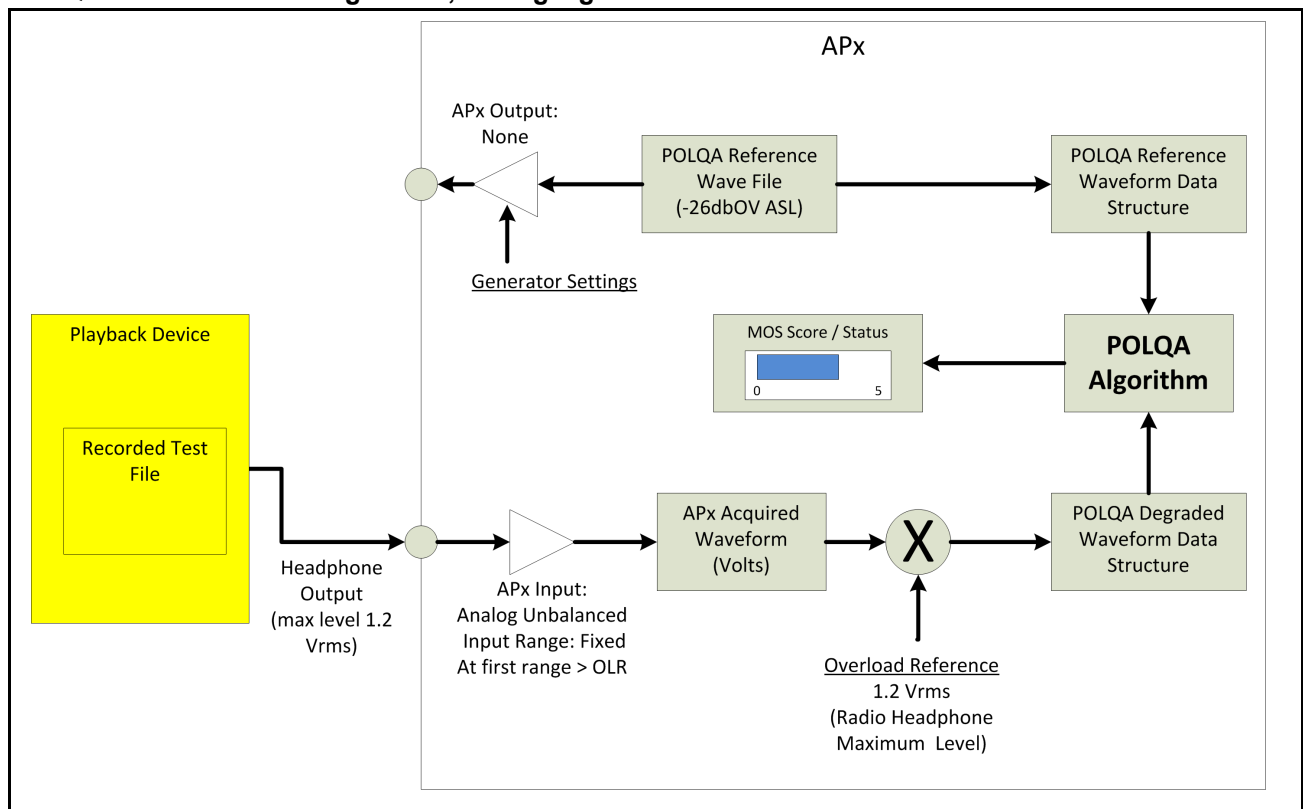 APx
APx Output:
None
POLQA Reference
Wave File
(-26dbOV ASL)
POLQA Reference
Waveform Data
Structure
Generator Settings
Playback Device
Recorded Test
File
MOS Score / Status
0 5
POLQA
Algorithm
Headphone
Output
(max level 1.2
Vrms)
APx Input:
Analog Unbalanced
Input Range: Fixed
At first range > OLR
APx Acquired
Waveform
(Volts)
X
POLQA Degraded
Waveform Data
Structure
Overload Reference
1.2 Vrms
(Radio Headphone
Maximum Level)